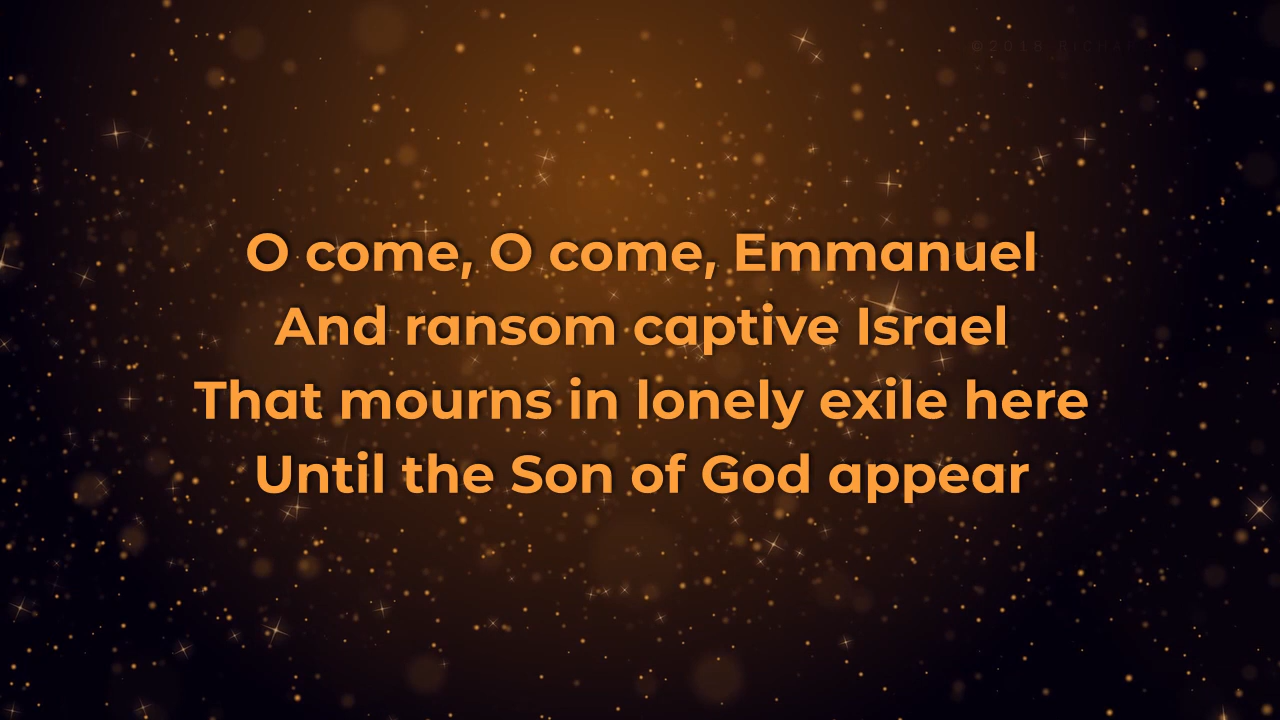 O come, O come, Emmanuel
And ransom captive Israel
That mourns in lonely exile here
Until the Son of God appear